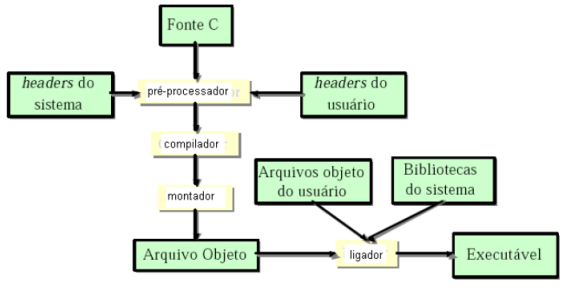 Fonte C
headers do
sistema
pré-processador
headers do
usuário
compilador
montador
Arquivos objeto
do usuário
Bibliotecas
do sistema
Arquivo Objeto
ligador
Executável